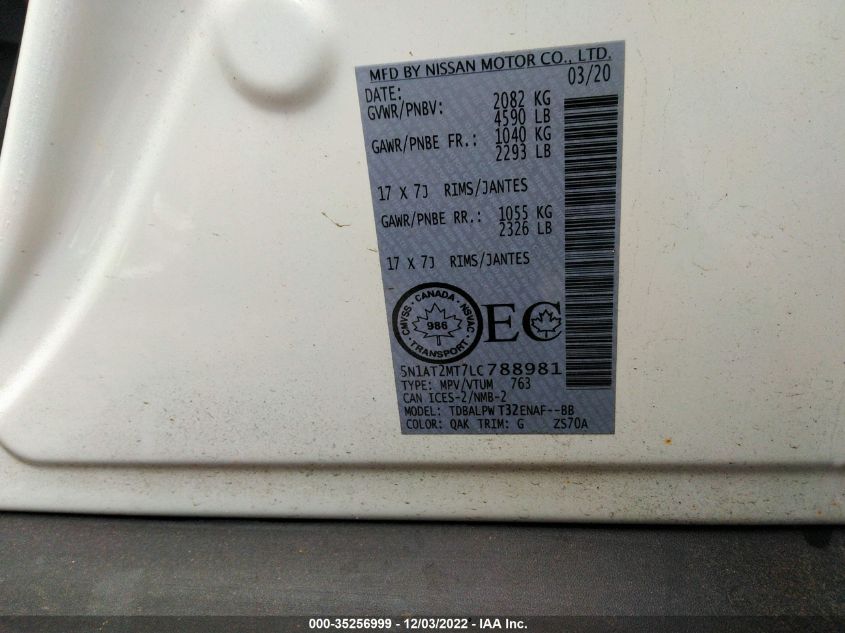 MFD BY NISSAN MOTOR CO., LTD.
DATE: 03/20
GVWR/PNBV: 2082 KG
4590 LB
GAWR/PNBE FR.: 1040 KG
2293 LB
17 X 7J RIMS/JANTES
GAWR/PNBE RR.: 1055 KG
2326 LB
17 X 7J RIMS/JANTES
CMVSS · CANADA · NSVAC
986
TRANSPORT
EC
5N1AT2MT7LC788981
TYPE: MPV/VTUM 763
CAN ICES-2/NMB-2
MODEL: TDBALPW T32ENAF--BB
COLOR: QAK TRIM: G ZS70A
000-35256999 - 12/03/2022 - IAA Inc.